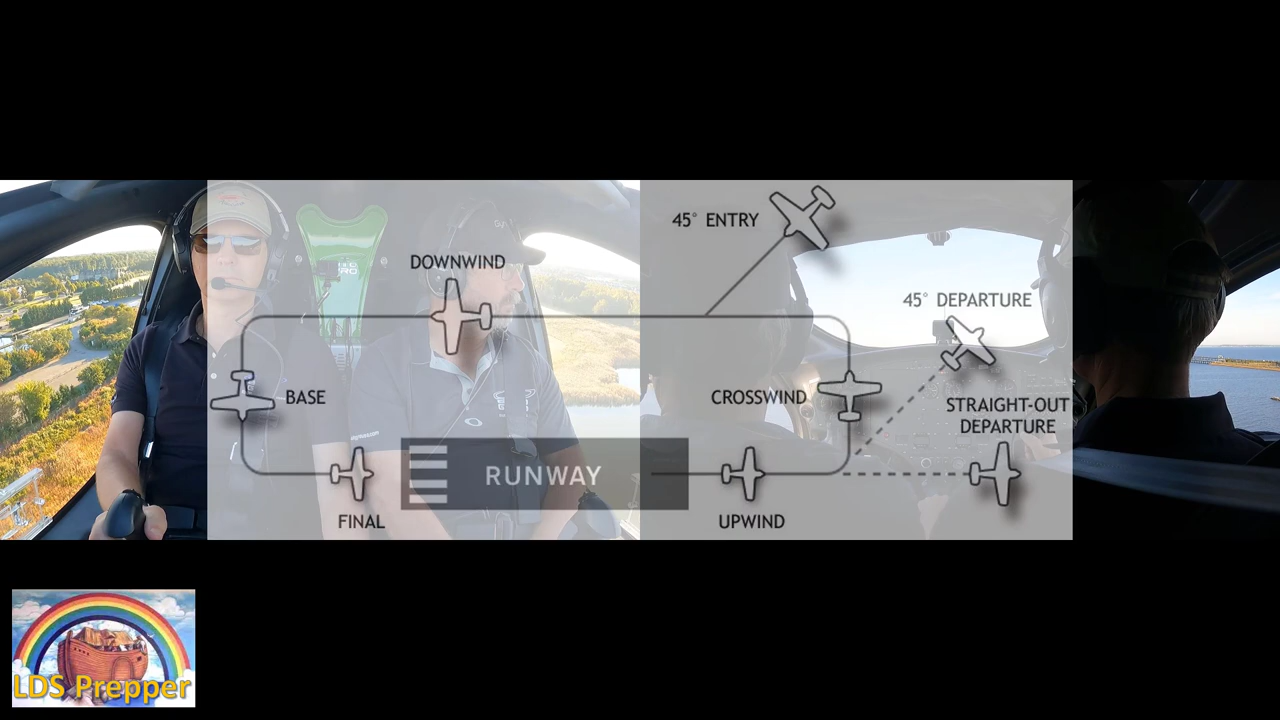 45° ENTRY
DOWNWIND
45° DEPARTURE
BASE
CROSSWIND
STRAIGHT-OUT
DEPARTURE
RUNWAY
FINAL
UPWIND
LDS Prepper